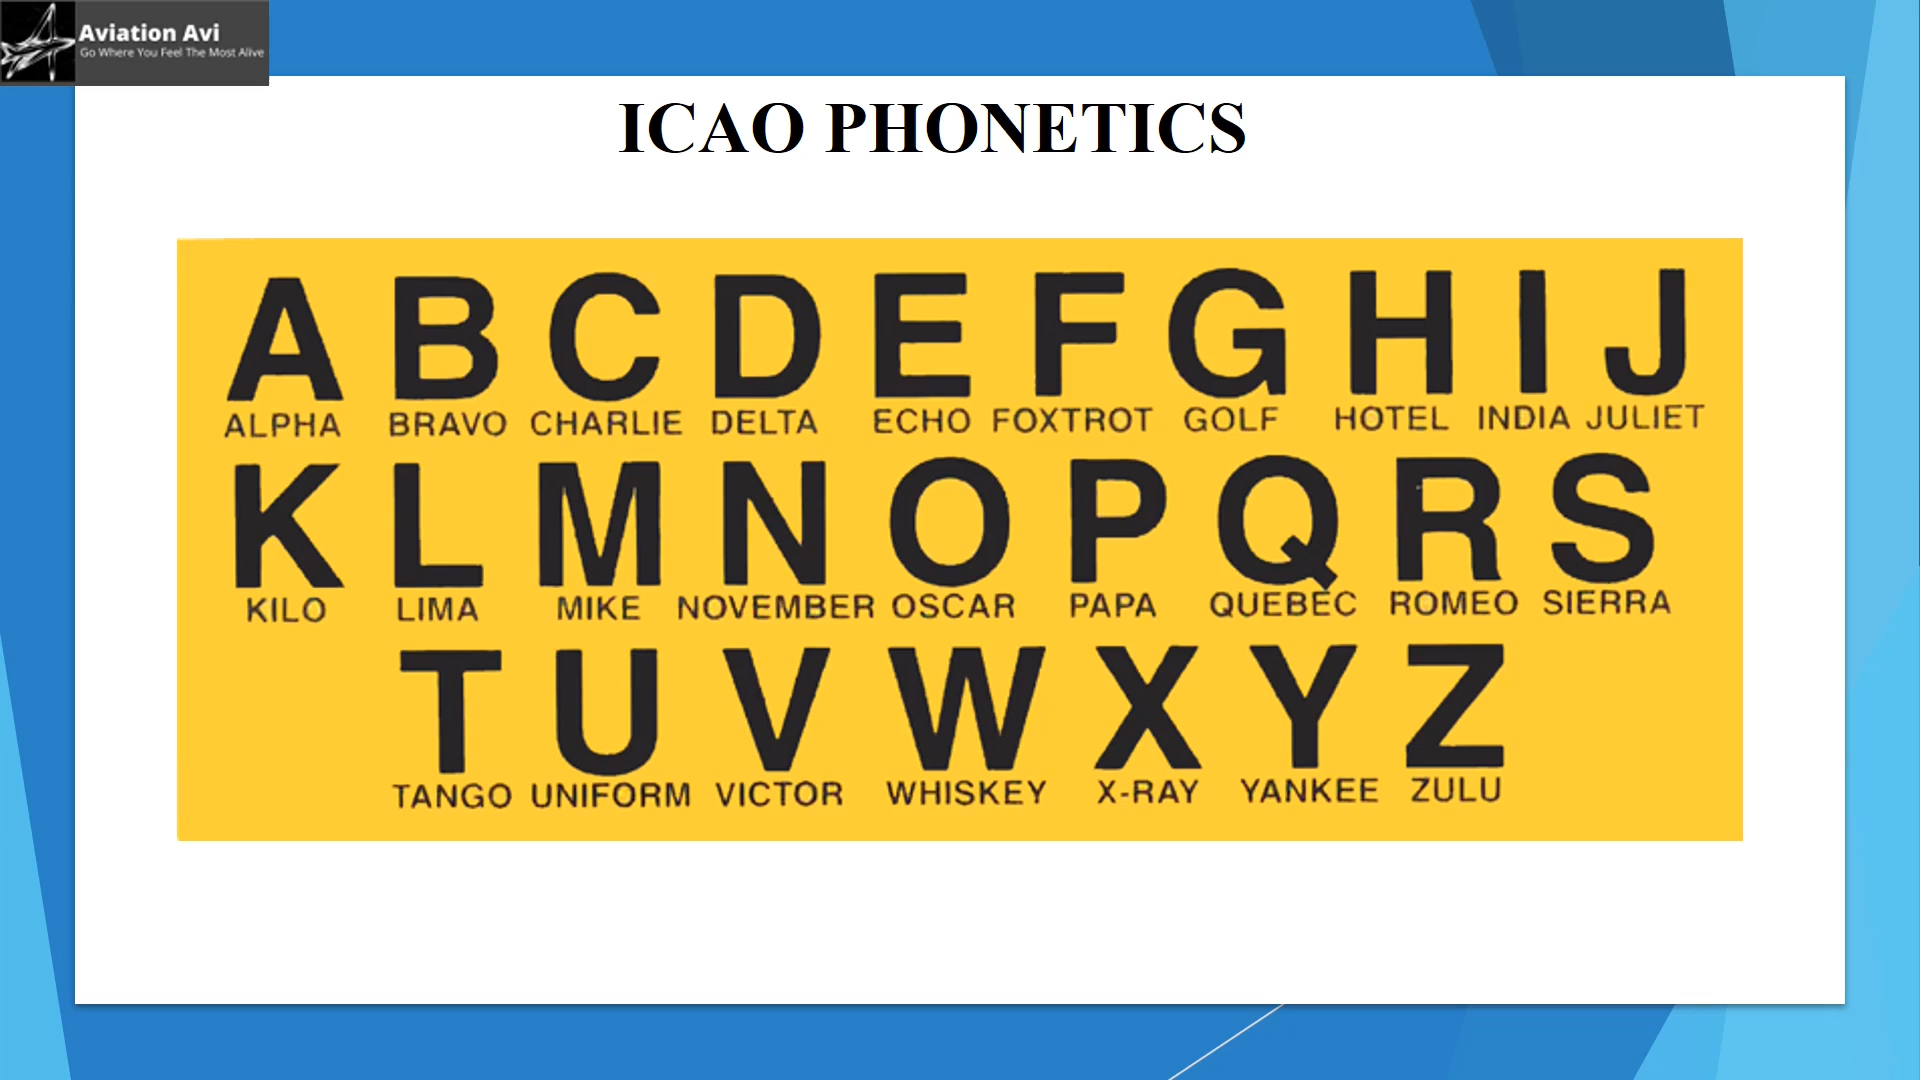 Aviation Avi
Go Where You Feel The Most Alive
ICAO PHONETICS
A B C D E F G H I J
ALPHA BRAVO CHARLIE DELTA ECHO FOXTROT GOLF HOTEL INDIA JULIET
K L M N O P Q R S
KILO LIMA MIKE NOVEMBER OSCAR PAPA QUEBEC ROMEO SIERRA
T U V W X Y Z
TANGO UNIFORM VICTOR WHISKEY X-RAY YANKEE ZULU